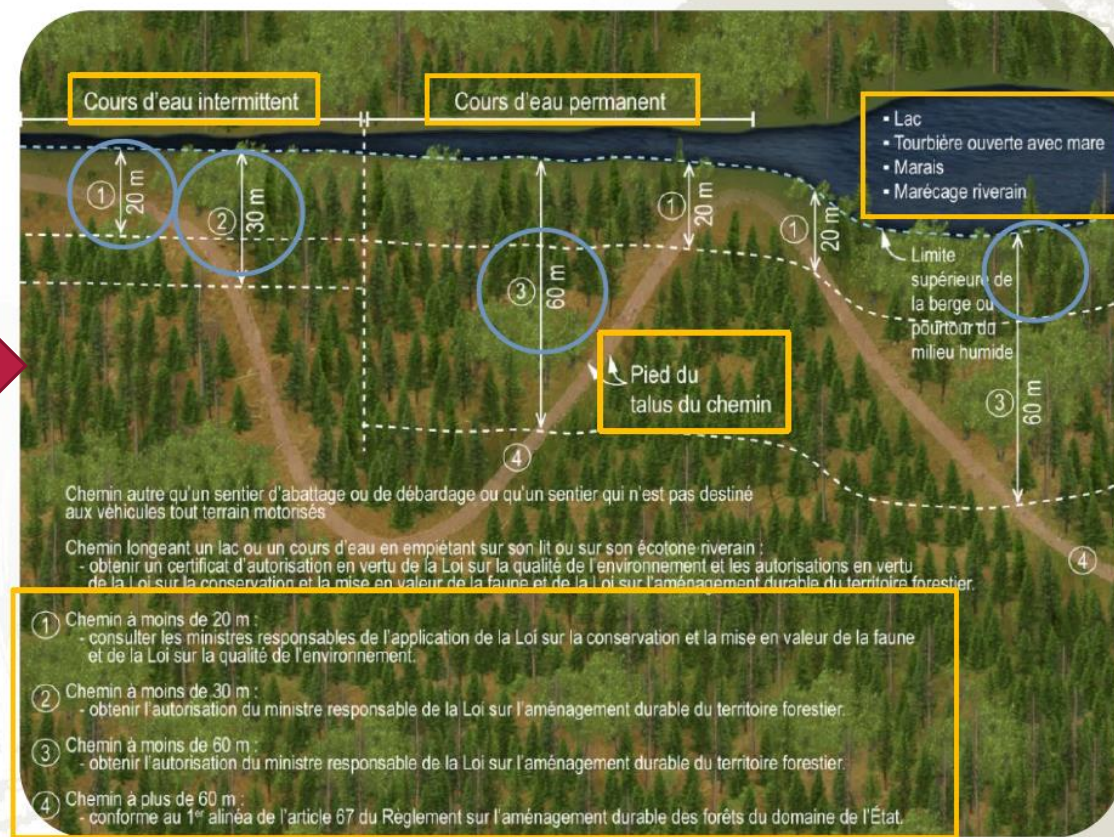 Cours d'eau intermittent
Cours d'eau permanent
▪ Lac
▪ Tourbière ouverte avec mare
▪ Marais
▪ Marécage riverain
1
20 m
2
30 m
3
60 m
1
20 m
1
20 m
Limite
supérieure de
la berge ou
pourtour du
milieu humide
3
60 m
Pied du
talus du chemin
4
4
Chemin autre qu'un sentier d'abattage ou de débardage ou qu'un sentier qui n'est pas destiné
aux véhicules tout terrain motorisés
Chemin longeant un lac ou un cours d'eau en empiétant sur son lit ou sur son écotone riverain :
- obtenir un certificat d'autorisation en vertu de la Loi sur la qualité de l'environnement et les autorisations en vertu
de la Loi sur la conservation et la mise en valeur de la faune et de la Loi sur l'aménagement durable du territoire forestier.
1 Chemin à moins de 20 m :
- consulter les ministres responsables de l'application de la Loi sur la conservation et la mise en valeur de la faune
et de la Loi sur la qualité de l'environnement.
2 Chemin à moins de 30 m :
- obtenir l'autorisation du ministre responsable de la Loi sur l'aménagement durable du territoire forestier.
3 Chemin à moins de 60 m :
- obtenir l'autorisation du ministre responsable de la Loi sur l'aménagement durable du territoire forestier.
4 Chemin à plus de 60 m :
- conforme au 1er alinéa de l'article 67 du Règlement sur l'aménagement durable des forêts du domaine de l'État.